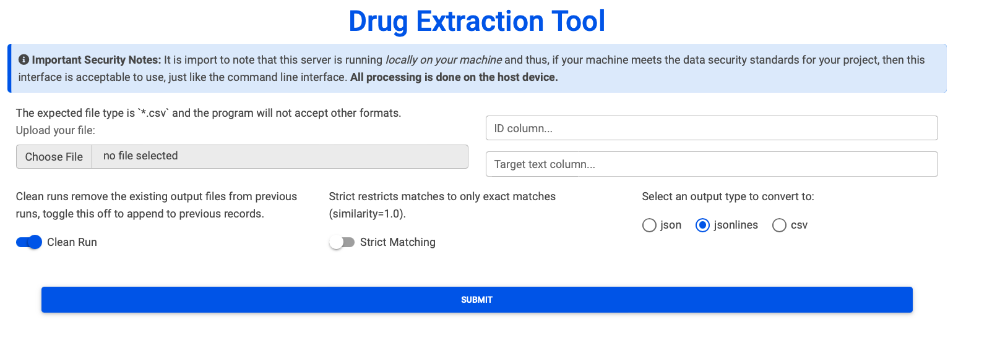 Drug Extraction Tool
Important Security Notes: It is import to note that this server is running locally on your machine and thus, if your machine meets the data security standards for your project, then this
interface is acceptable to use, just like the command line interface. All processing is done on the host device.
The expected file type is `*.csv` and the program will not accept other formats.
Upload your file:
Choose File no file selected
ID column...
Target text column...
Clean runs remove the existing output files from previous
runs, toggle this off to append to previous records.
Clean Run
Strict restricts matches to only exact matches
(similarity=1.0).
Strict Matching
Select an output type to convert to:
json jsonlines csv
SUBMIT